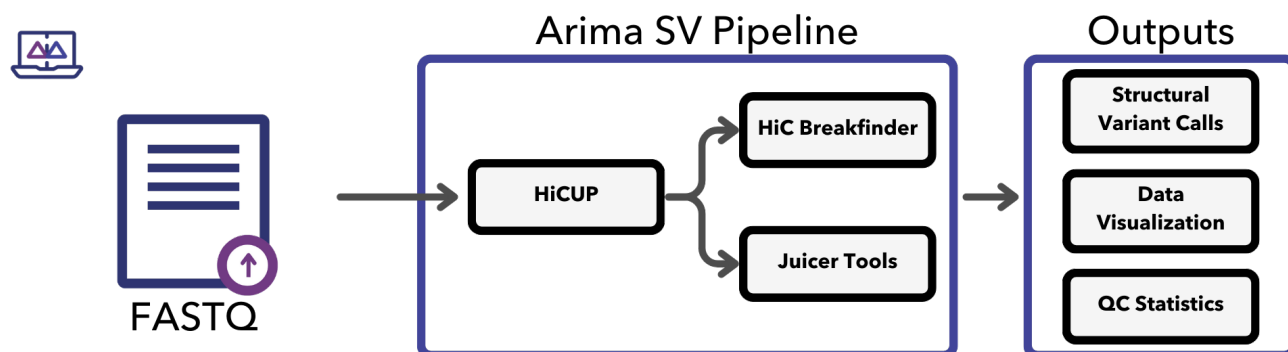 Arima SV Pipeline
Outputs
FASTQ
HiCUP
HiC Breakfinder
Juicer Tools
Structural
Variant Calls
Data
Visualization
QC Statistics